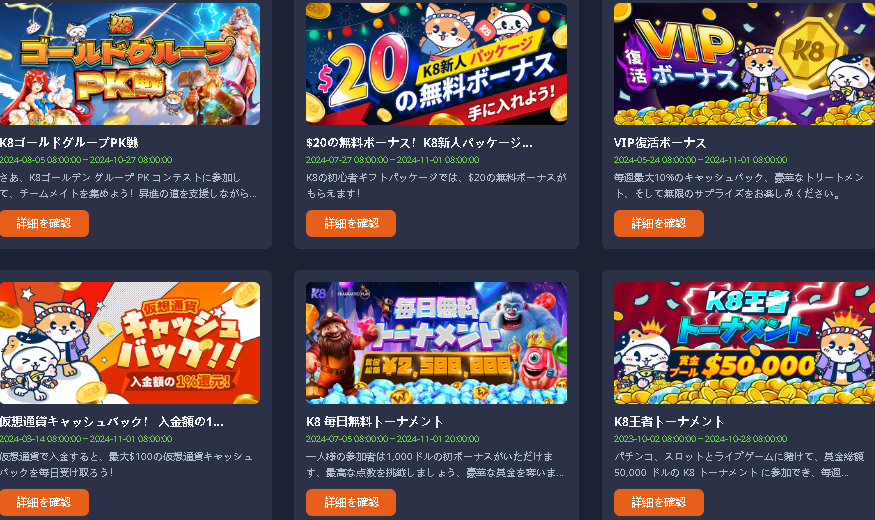 K8
ゴールドグループ
PK戦
$20
K8新人 パッケージ
の無料ボーナス
手に入れよう!
K8
VIP
復活
ボーナス
K8
K8ゴールドグループPK戦
2024-08-05 08:00:00 – 2024-10-27 08:00:00
さあ、K8ゴールデン グループ PK コンテストに参加し
て、チームメイトを集めよう! 昇進の道を支援しながら...
詳細を確認
$20の無料ボーナス! K8新人パッケージ...
2024-07-27 08:00:00 – 2024-11-01 08:00:00
K8の初心者ギフトパッケージでは、$20の無料ボーナスが
もらえます!
詳細を確認
VIP復活ボーナス
2024-05-24 08:00:00 – 2024-11-01 08:00:00
毎週最大10%のキャッシュバック、豪華なトリートメン
ト、そして無限のサプライズをお楽しみください。
詳細を確認
仮想通貨
キャッシュ
バック!!
入金額の1%還元!
K8
PRAGMATIC PLAY
毎日無料
トーナメント
賞金総額 ¥2,500,000
K8王者
トーナメント
賞金プール $50.000
仮想通貨キャッシュバック! 入金額の1...
2024-03-14 08:00:00 – 2024-11-01 08:00:00
仮想通貨で入金すると、最大$100の仮想通貨キャッシュ
バックを毎日受け取ろう!
詳細を確認
K8 毎日無料トーナメント
2024-07-05 08:00:00 – 2024-11-01 20:00:00
一人様の参加者は1,000ドルの初ボーナスがいただけま
す、最高な点数を挑戦しましょう、豪華な賞金を奪いま...
詳細を確認
K8王者トーナメント
2023-10-02 08:00:00 – 2024-10-28 08:00:00
パチンコ、スロットとライブゲームに賭けて、賞金総額
50,000 ドルの K8 トーナメント に参加でき、毎週...
詳細を確認